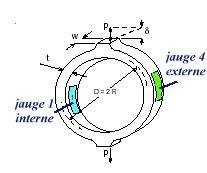 P
δ
w
t
jauge 4
externe
D = 2 R
jauge 1
interne
P